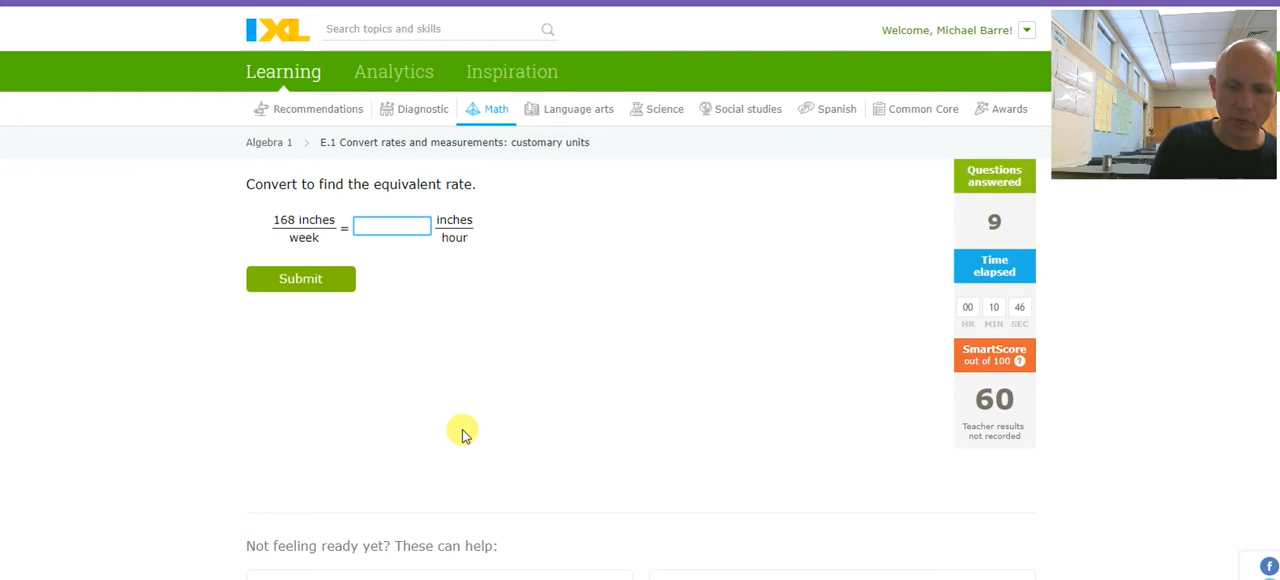 IXL
Search topics and skills
Welcome, Michael Barre!
Learning
Analytics
Inspiration
Recommendations
Diagnostic
Math
Language arts
Science
Social studies
Spanish
Common Core
Awards
Algebra 1 > E.1 Convert rates and measurements: customary units
Convert to find the equivalent rate.
168 inches
week
=
inches
hour
Submit
Questions
answered
9
Time
elapsed
00 10 46
HR MIN SEC
SmartScore
out of 100 ?
60
Teacher results
not recorded
Not feeling ready yet? These can help:
f